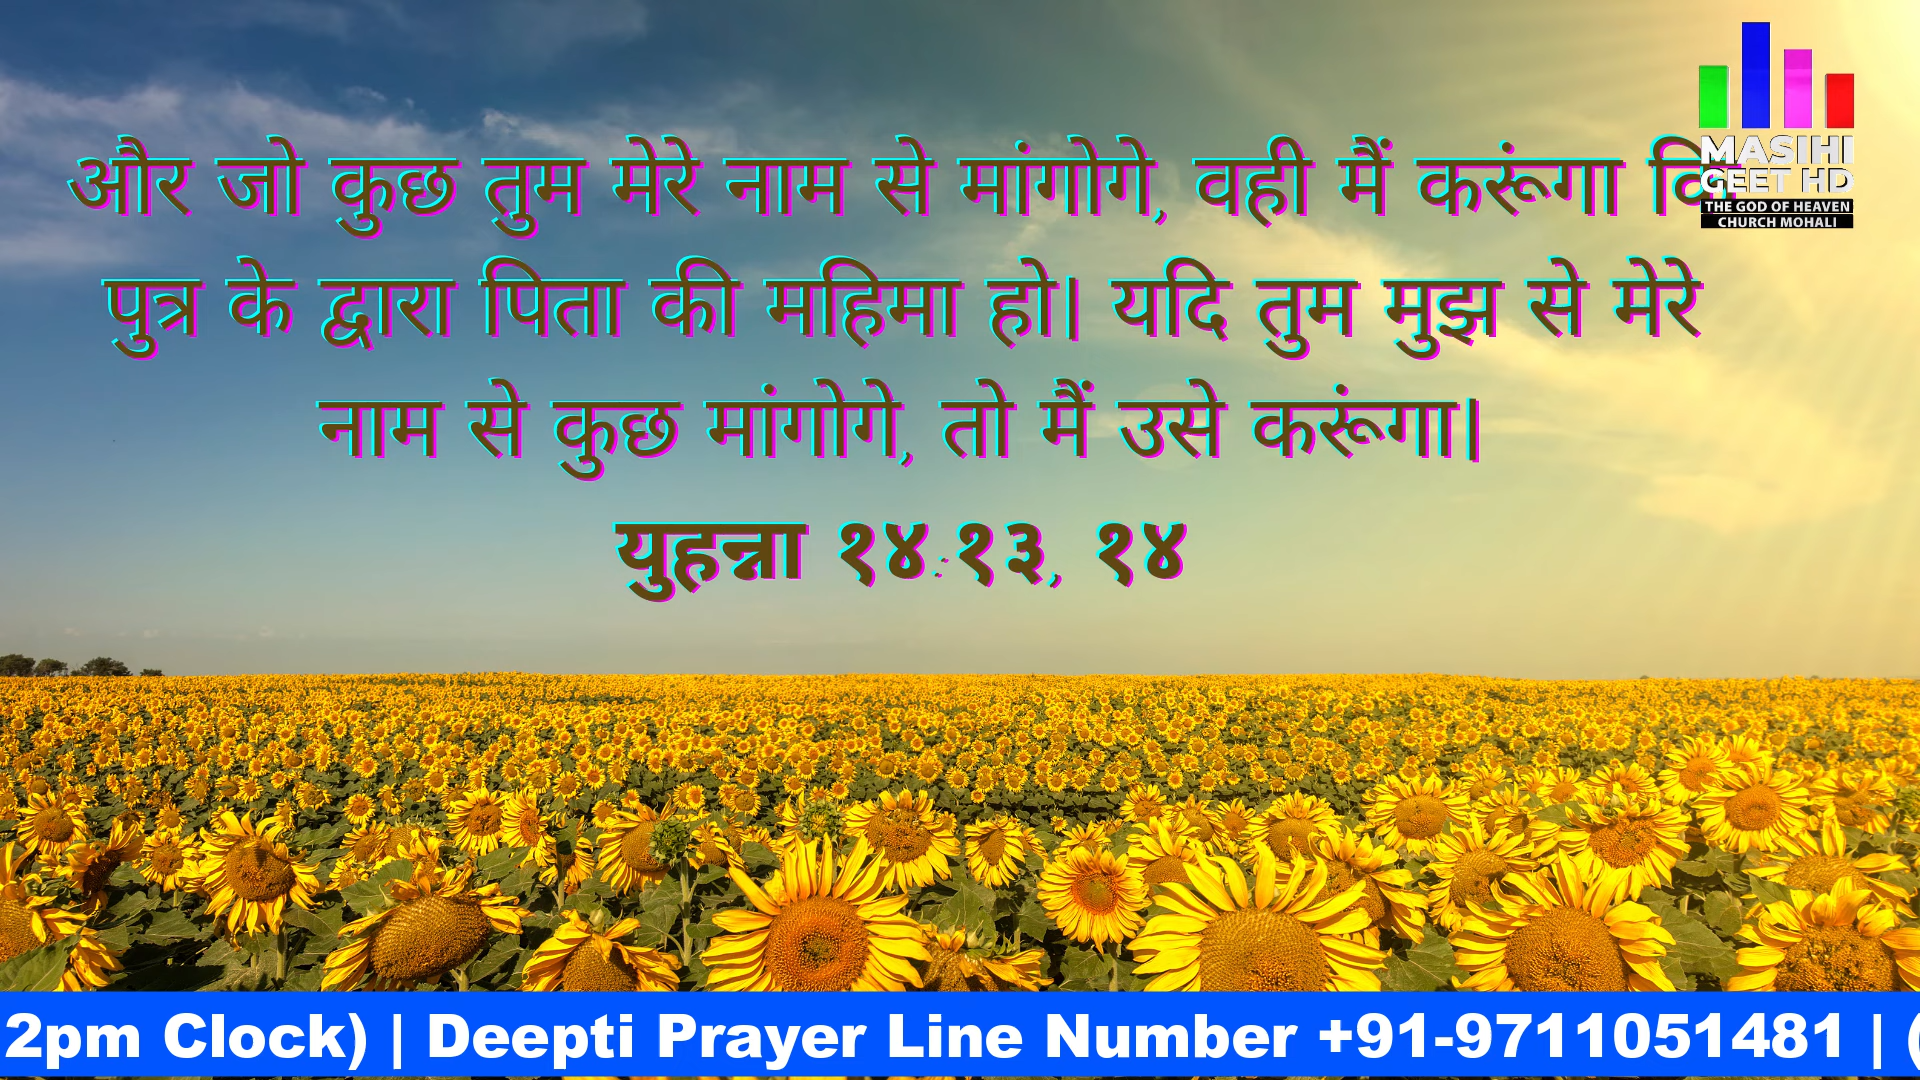 और जो कुछ तुम मेरे नाम से मांगोगे, वही मैं करूंगा
पुत्र के द्वारा पिता की महिमा हो| यदि तुम मुझ से मेरे
नाम से कुछ मांगोगे, तो मैं उसे करूंगा|
युहन्ना १४:१३, १४
MASIHI
GEET HD
THE GOD OF HEAVEN
CHURCH MOHALI
2pm Clock) | Deepti Prayer Line Number +91-9711051481 | (